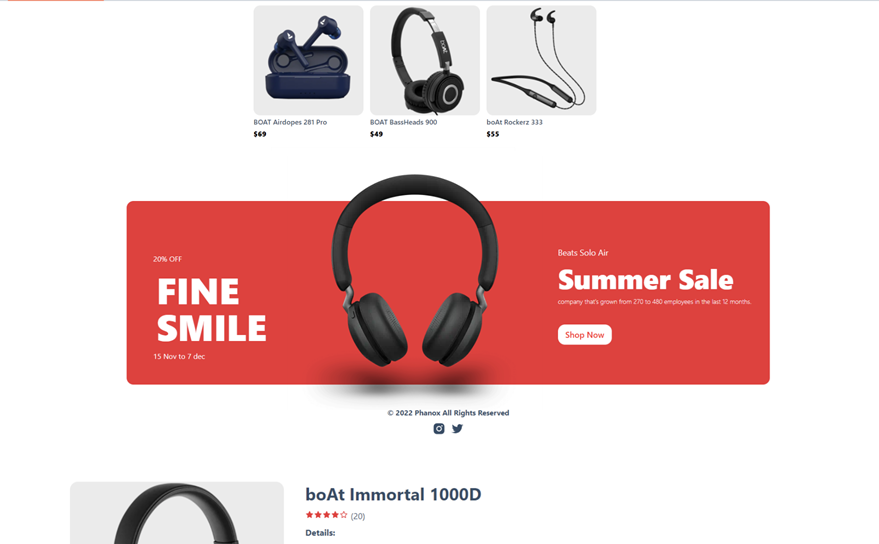 BOAT Airdopes 281 Pro
$69
BOAT BassHeads 900
$49
boAt Rockerz 333
$55
20% OFF
FINE
SMILE
15 Nov to 7 dec
Beats Solo Air
Summer Sale
company that's grown from 270 to 480 employees in the last 12 months.
Shop Now
© 2022 Phanox All Rights Reserved
boAt Immortal 1000D
(20)
Details: